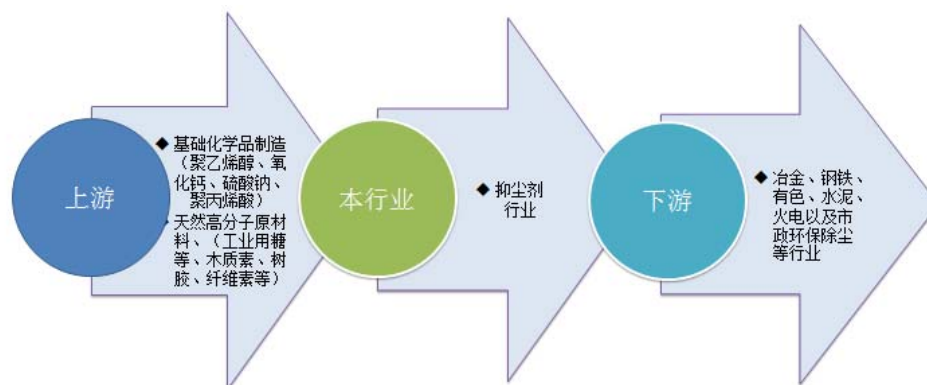 上游
◆ 基础化学品制造
（聚乙烯醇、氧
化钙、硫酸钠、
聚丙烯酸）
◆ 天然高分子原材
料、（工业用糖
等、木质素、树
胶、纤维素等）
本行业
◆ 抑尘剂
行业
下游
◆ 冶金、钢铁、
有色、水泥、
火电以及市
政环保除尘
等行业